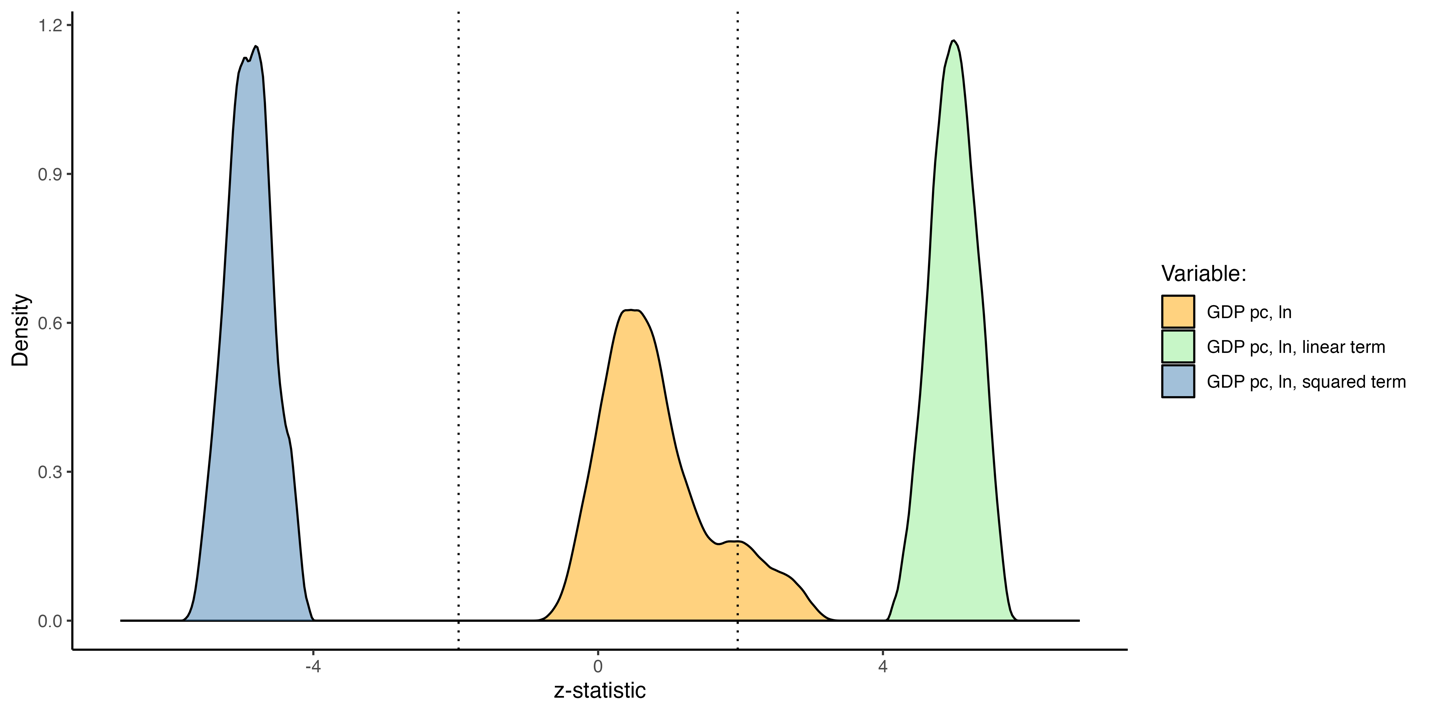 1.2
0.9
0.6
0.3
0.0
Density
-4
0
4
z-statistic
Variable:
GDP pc, ln
GDP pc, ln, linear term
GDP pc, ln, squared term